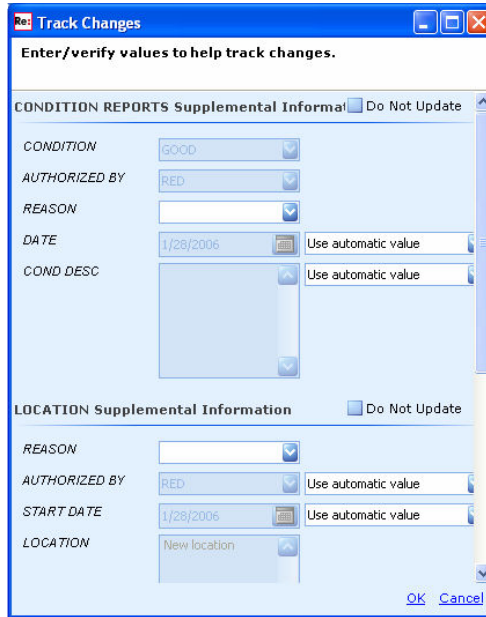 Re: Track Changes
Enter/verify values to help track changes.
CONDITION REPORTS Supplemental Informat Do Not Update
CONDITION GOOD
AUTHORIZED BY RED
REASON
DATE 1/28/2006 Use automatic value
COND DESC Use automatic value
LOCATION Supplemental Information Do Not Update
REASON
AUTHORIZED BY RED Use automatic value
START DATE 1/28/2006 Use automatic value
LOCATION New location
OK Cancel